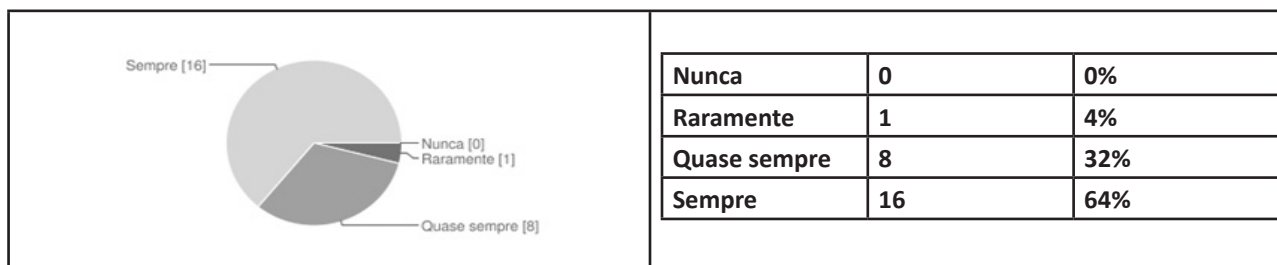 Sempre [16]
Nunca [0]
Raramente [1]
Quase sempre [8]
Nunca 0 0%
Raramente 1 4%
Quase sempre 8 32%
Sempre 16 64%